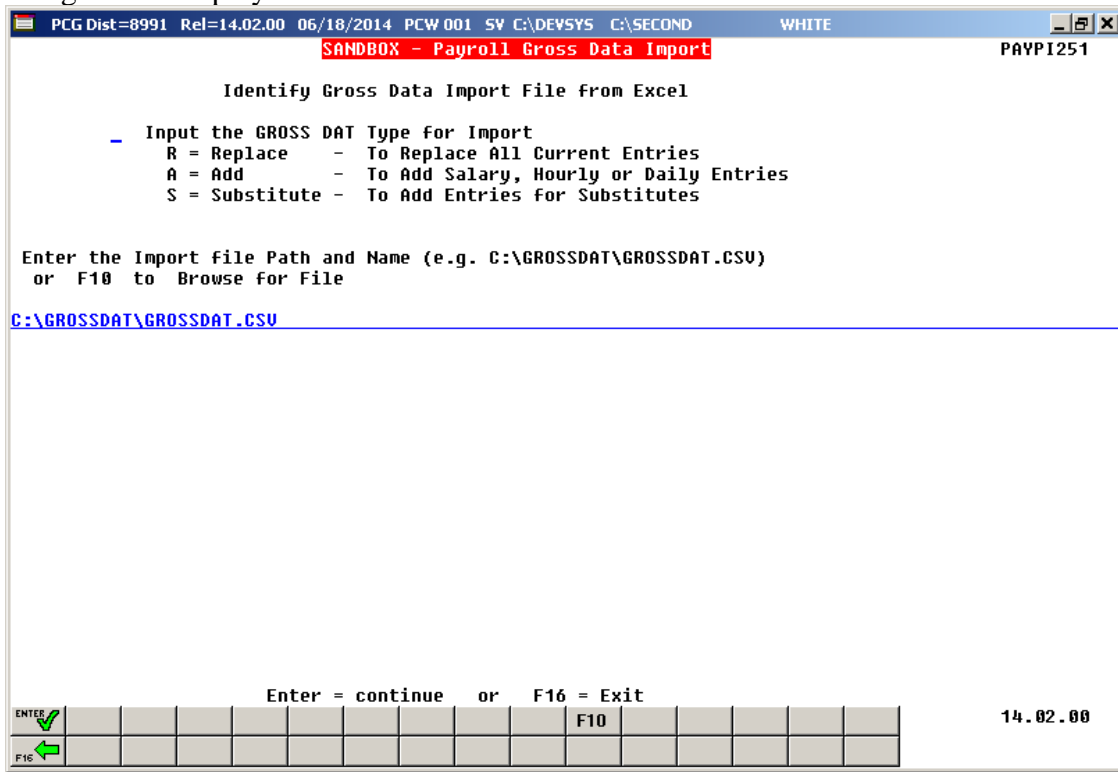 PCG Dist=8991 Rel=14.02.00 06/18/2014 PCW 001 SV C:\DEVSYS C:\SECOND WHITE
SANDBOX - Payroll Gross Data Import PAYPI251
Identify Gross Data Import File from Excel
_ Input the GROSS DAT Type for Import
R = Replace - To Replace All Current Entries
A = Add - To Add Salary, Hourly or Daily Entries
S = Substitute - To Add Entries for Substitutes
Enter the Import file Path and Name (e.g. C:\GROSSDAT\GROSSDAT.CSV)
or F10 to Browse for File
C:\GROSSDAT\GROSSDAT.CSV
Enter = continue or F16 = Exit
ENTER F10 14.02.00
F16